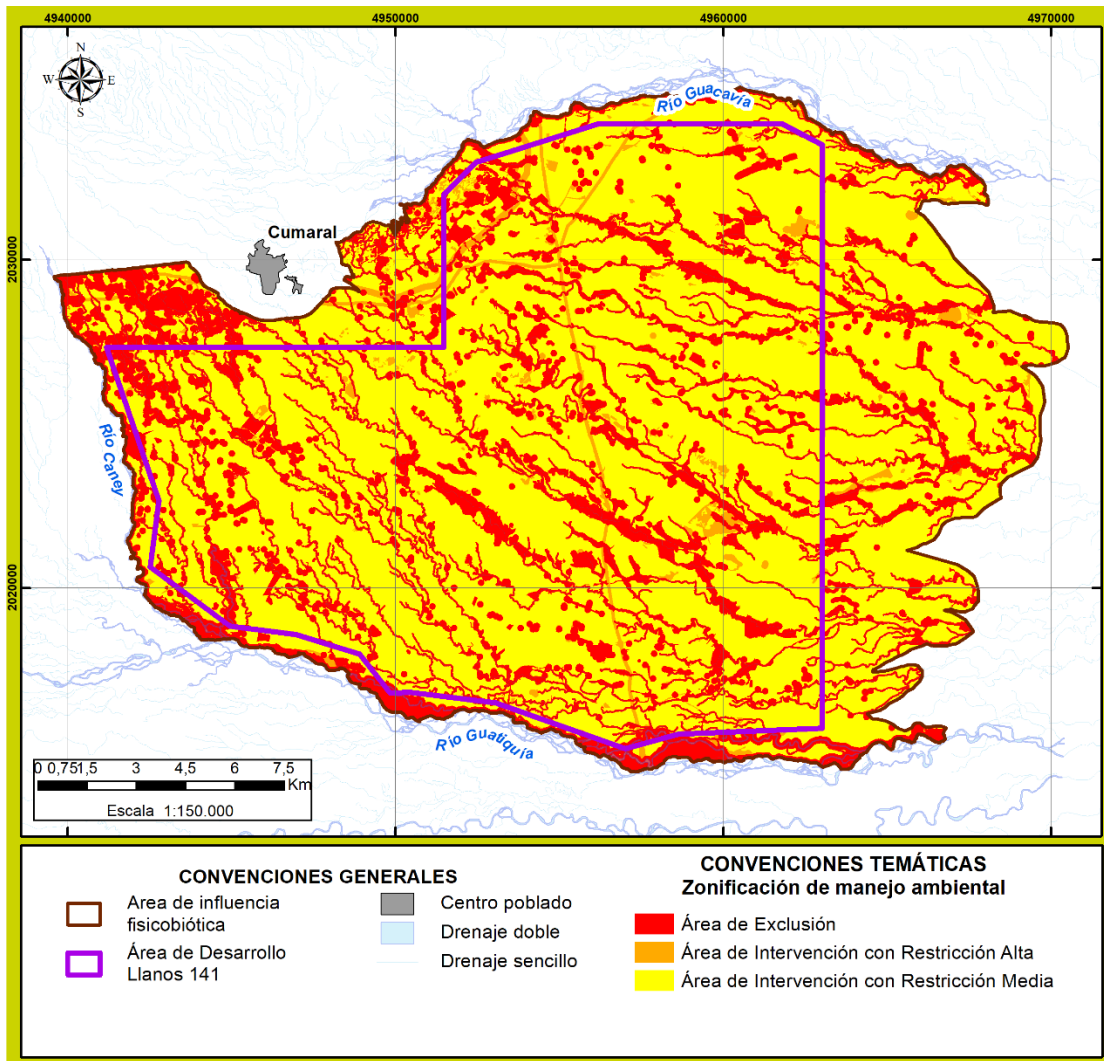 4940000
4950000
4960000
4970000
N
W
E
S
Río Guacavía
Cumaral
2030000
Río Caney
2020000
Río Guatiquía
0 0,75 1,5 3 4,5 6 7,5
Km
Escala 1:150.000
CONVENCIONES GENERALES
Area de influencia
fisicobiótica
Área de Desarrollo
Llanos 141
Centro poblado
Drenaje doble
Drenaje sencillo
CONVENCIONES TEMÁTICAS
Zonificación de manejo ambiental
Área de Exclusión
Área de Intervención con Restricción Alta
Área de Intervención con Restricción Media